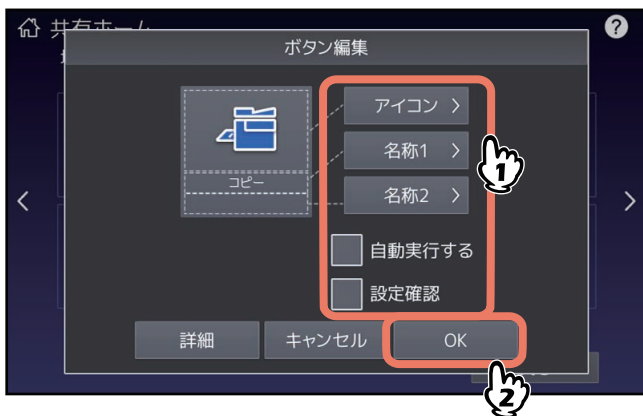 共有ホーム
?
ボタン編集
アイコン >
名称1 >
1
コピー
名称2 >
自動実行する
設定確認
詳細
キャンセル
OK
2